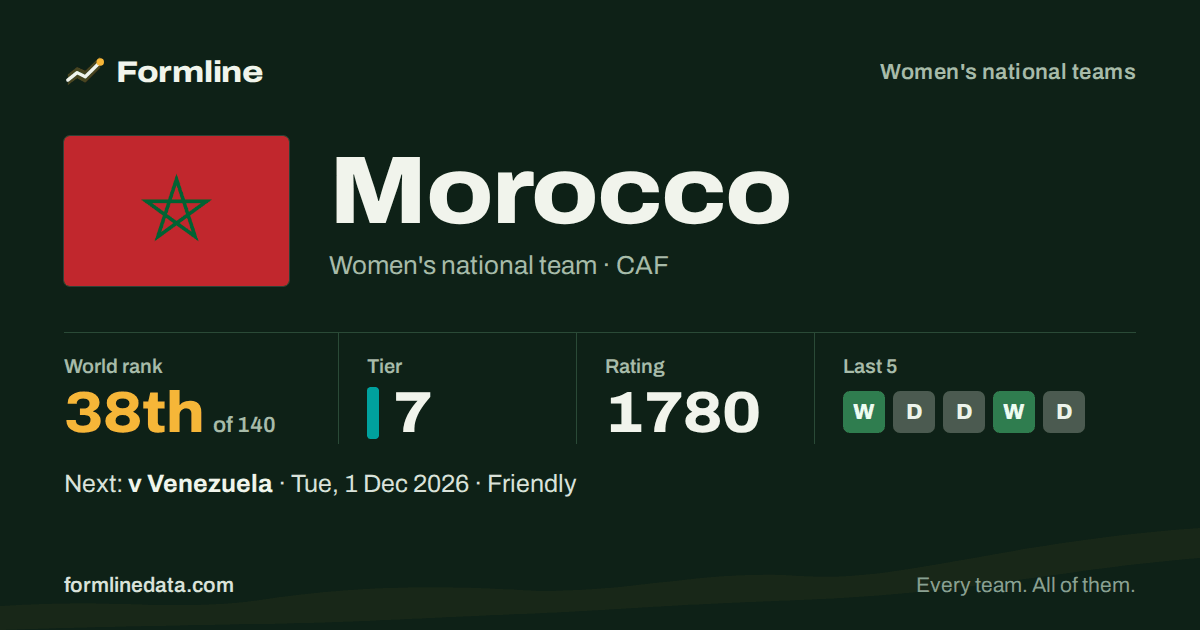 Formline
Women's national teams
Morocco
Women's national team · CAF
World rank
38th of 140
Tier
7
Rating
1780
Last 5
W D D W D
Next: v Venezuela · Tue, 1 Dec 2026 · Friendly
formlinedata.com
Every team. All of them.